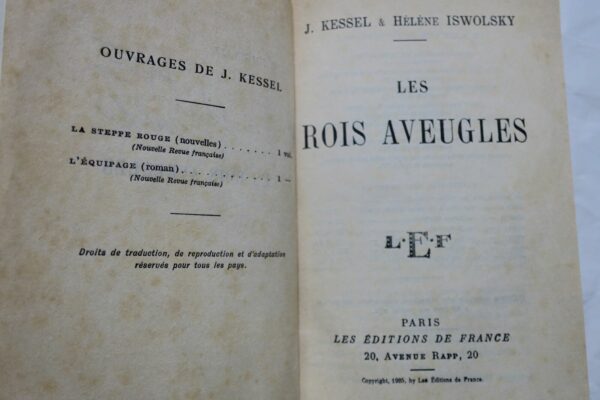 OUVRAGES DE J. KESSEL
LA STEPPE ROUGE (nouvelles) . . . . . . . 1 vol.
(Nouvelle Revue française)
L'ÉQUIPAGE (roman) . . . . . . . . . . . . 1 —
(Nouvelle Revue française)
Droits de traduction, de reproduction et d'adaptation
réservés pour tous les pays.
J. KESSEL & HÉLÈNE ISWOLSKY
LES
ROIS AVEUGLES
L·E·F
PARIS
LES ÉDITIONS DE FRANCE
20, AVENUE RAPP, 20
Copyright, 1925, by Les Éditions de France.